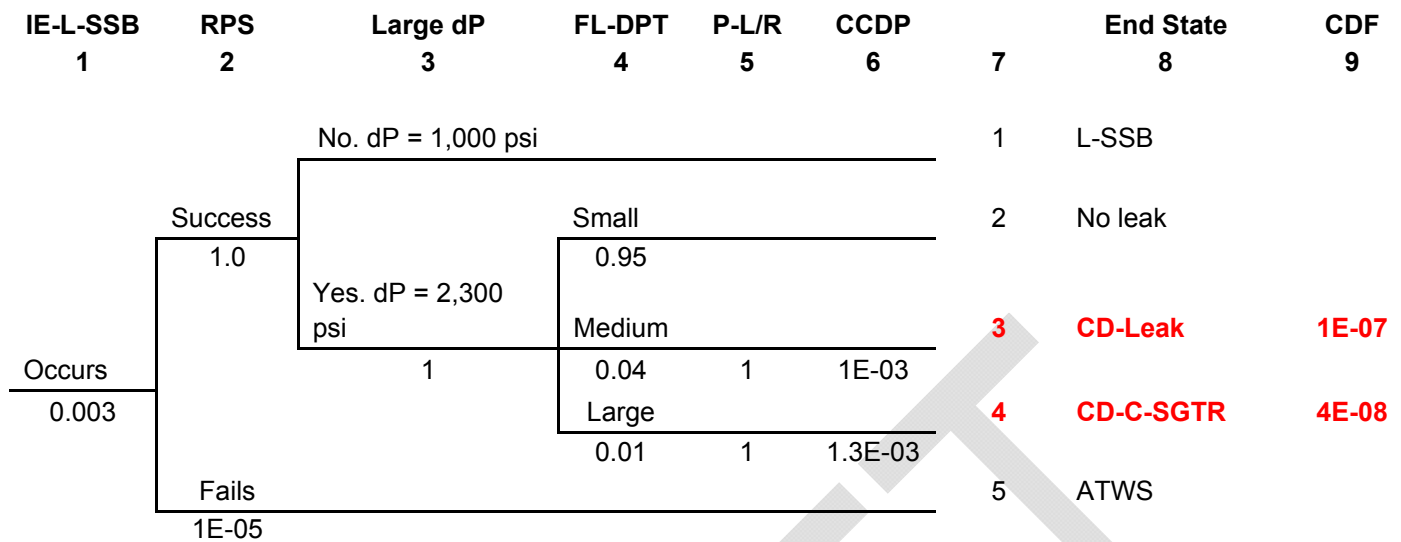 IE-L-SSB RPS Large dP FL-DPT P-L/R CCDP End State CDF
1 2 3 4 5 6 7 8 9
No. dP = 1,000 psi 1 L-SSB
Success Small 2 No leak
1.0 0.95
Yes. dP = 2,300
psi Medium 3 CD-Leak 1E-07
Occurs 1 0.04 1 1E-03
0.003 Large 4 CD-C-SGTR 4E-08
0.01 1 1.3E-03
Fails 5 ATWS
1E-05